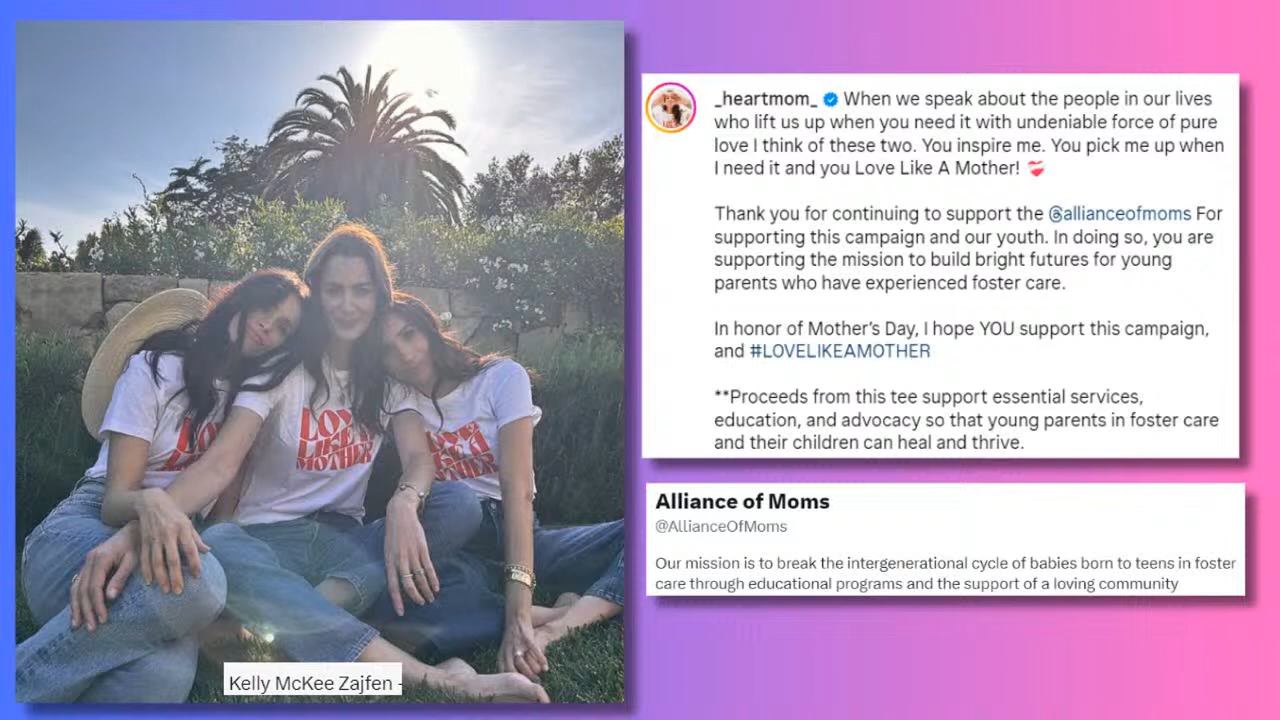 LOVE
LIKE A
MOTHER
Kelly McKee Zajfen -
_heartmom_ When we speak about the people in our lives
who lift us up when you need it with undeniable force of pure
love I think of these two. You inspire me. You pick me up when
I need it and you Love Like A Mother!
Thank you for continuing to support the @allianceofmoms For
supporting this campaign and our youth. In doing so, you are
supporting the mission to build bright futures for young
parents who have experienced foster care.
In honor of Mother’s Day, I hope YOU support this campaign,
and #LOVELIKEAMOTHER
**Proceeds from this tee support essential services,
education, and advocacy so that young parents in foster care
and their children can heal and thrive.
Alliance of Moms
@AllianceOfMoms
Our mission is to break the intergenerational cycle of babies born to teens in foster
care through educational programs and the support of a loving community